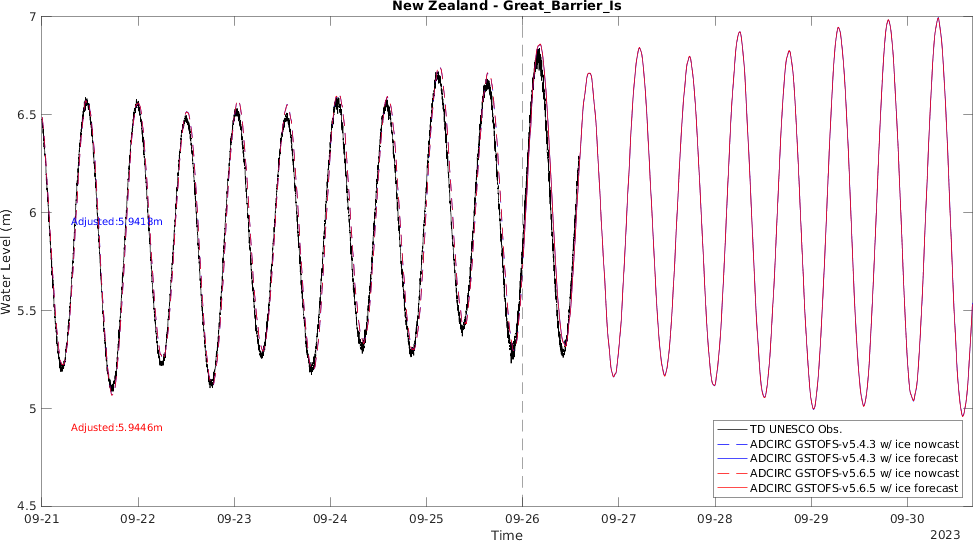 New Zealand - Great_Barrier_Is
7
6.5
6
5.5
5
4.5
Water Level (m)
Adjusted:5.9418m
Adjusted:5.9446m
TD UNESCO Obs.
ADCIRC GSTOFS-v5.4.3 w/ ice nowcast
ADCIRC GSTOFS-v5.4.3 w/ ice forecast
ADCIRC GSTOFS-v5.6.5 w/ ice nowcast
ADCIRC GSTOFS-v5.6.5 w/ ice forecast
09-21 09-22 09-23 09-24 09-25 09-26 09-27 09-28 09-29 09-30
Time
2023